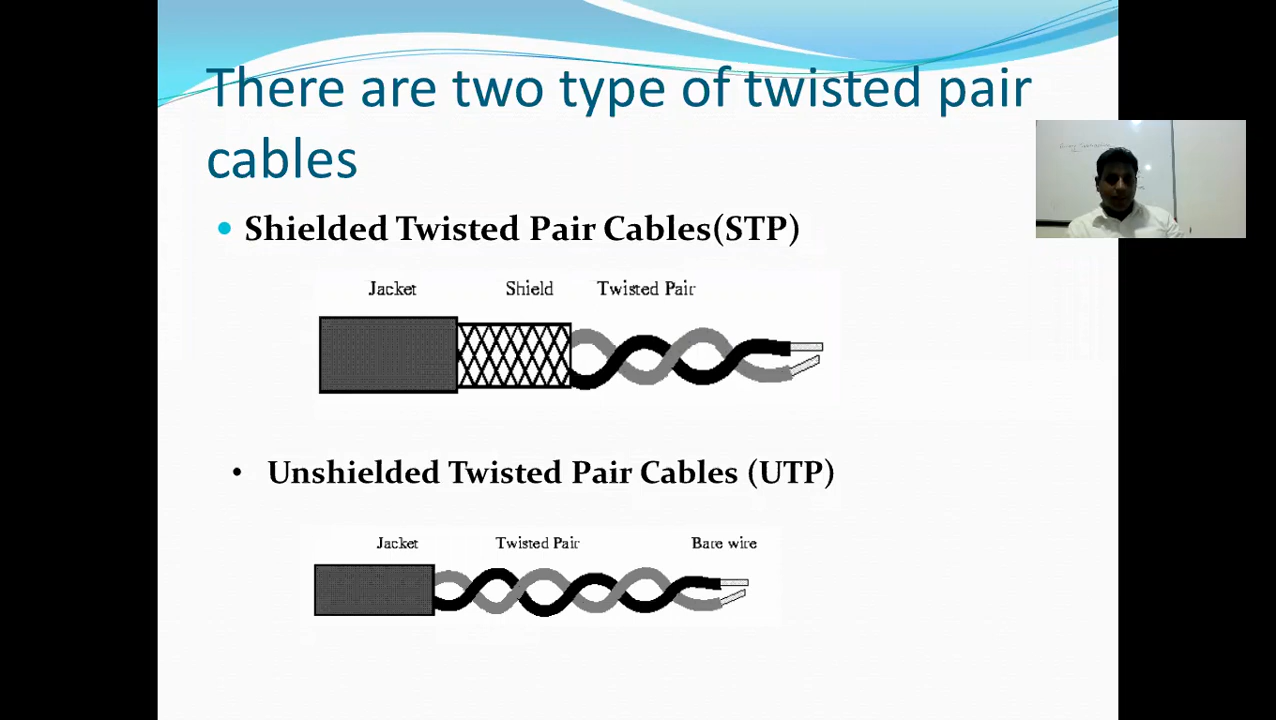 There are two type of twisted pair
cables
• Shielded Twisted Pair Cables(STP)
Jacket Shield Twisted Pair
• Unshielded Twisted Pair Cables (UTP)
Jacket Twisted Pair Bare wire